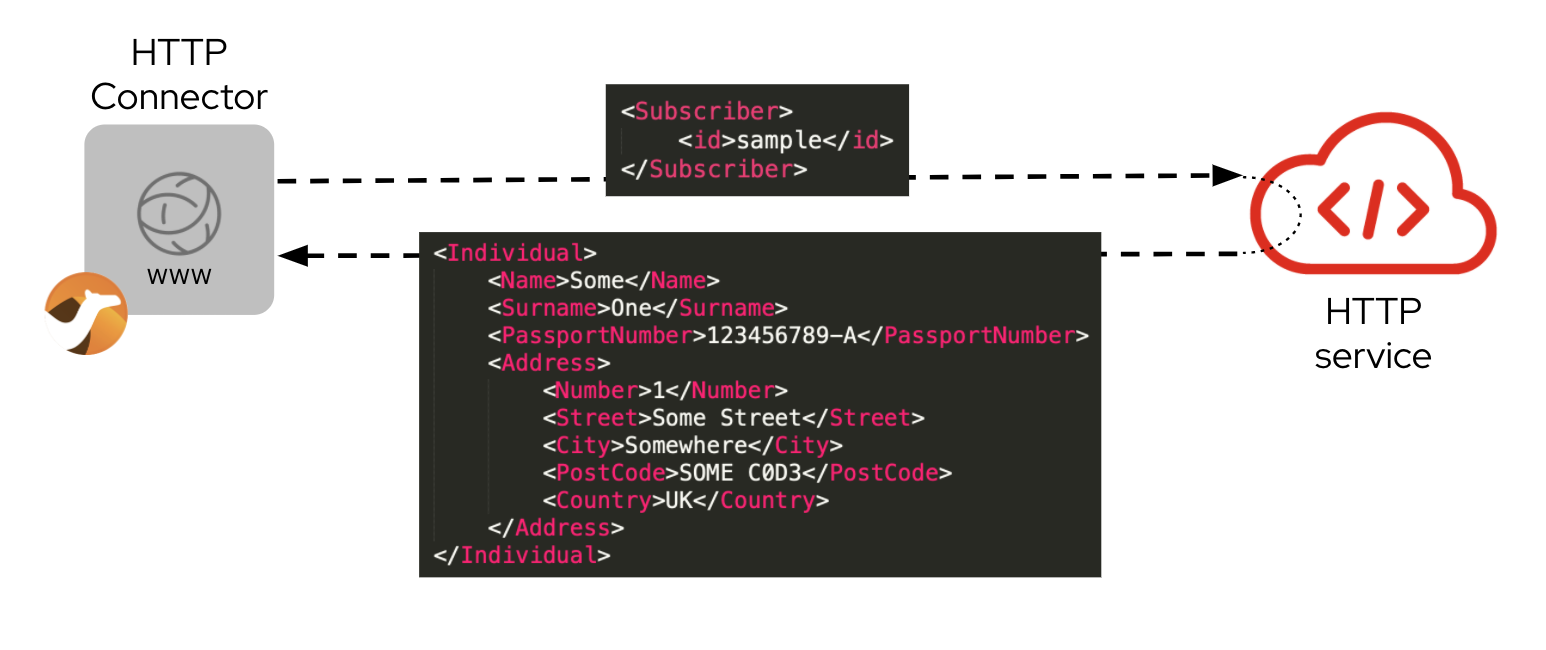 HTTP
Connector
www
<Subscriber>
    <id>sample</id>
</Subscriber>
<Individual>
    <Name>Some</Name>
    <Surname>One</Surname>
    <PassportNumber>123456789-A</PassportNumber>
    <Address>
        <Number>1</Number>
        <Street>Some Street</Street>
        <City>Somewhere</City>
        <PostCode>SOME C0D3</PostCode>
        <Country>UK</Country>
    </Address>
</Individual>
</>
HTTP
service